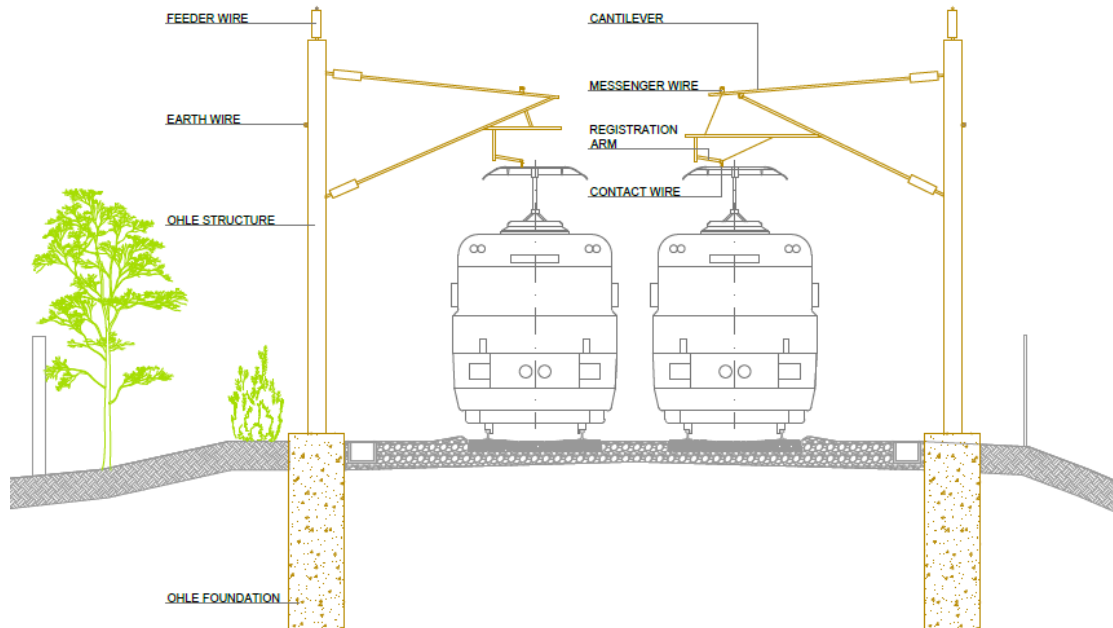 FEEDER WIRE
CANTILEVER
MESSENGER WIRE
EARTH WIRE
REGISTRATION
ARM
CONTACT WIRE
OHLE STRUCTURE
OHLE FOUNDATION